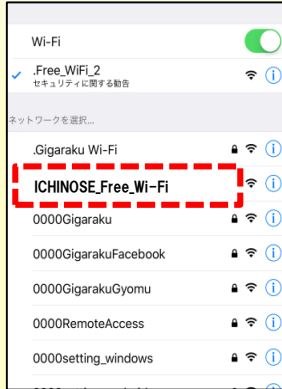 Wi-Fi
.Free_WiFi_2
セキュリティに関する勧告
ネットワークを選択...
.Gigaraku Wi-Fi
ICHINOSE_Free_Wi-Fi
0000Gigaraku
0000GigarakuFacebook
0000GigarakuGyomu
0000RemoteAccess
0000setting_windows